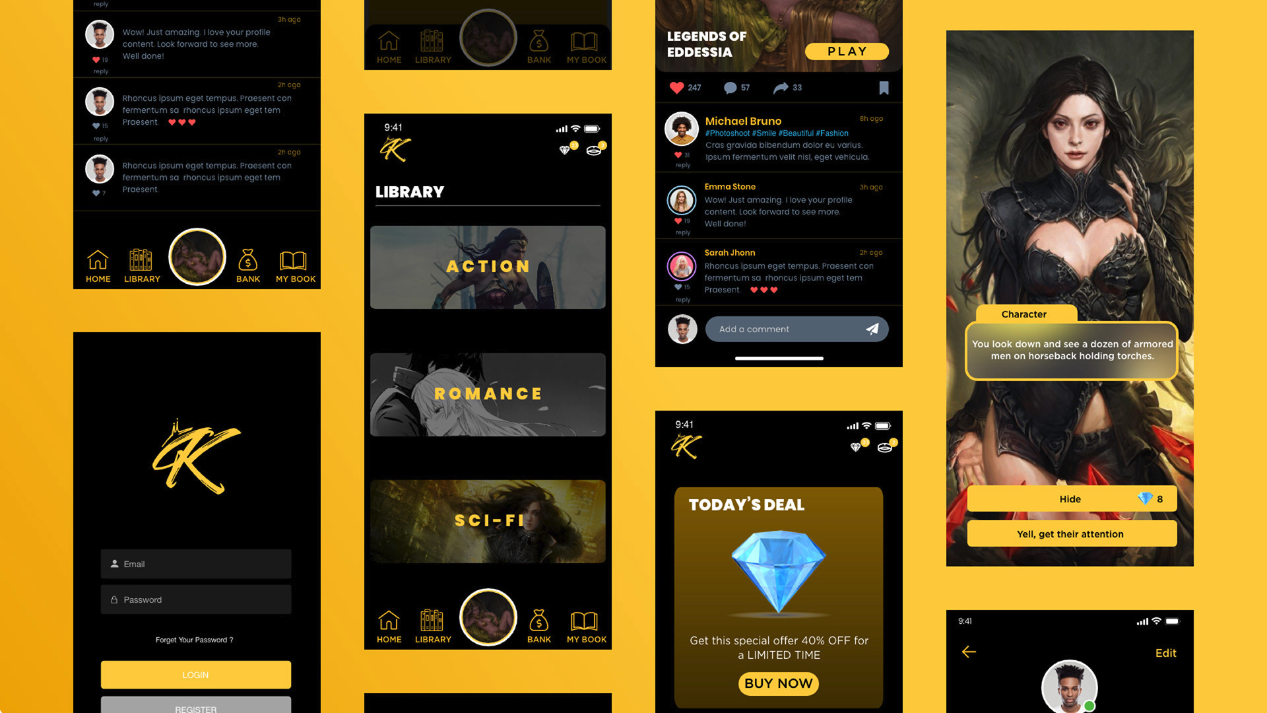 reply
3h ago
Wow! Just amazing. I love your profile
content. Look forward to see more.
Well done!
19
reply
2h ago
Rhoncus ipsum eget tempus. Praesent con
fermentum sa rhoncus ipsum eget tem
Praesent
15
reply
2h ago
Rhoncus ipsum eget tempus. Praesent con
fermentum sa rhoncus ipsum eget tem
Praesent
7
HOME LIBRARY BANK MY BOOK
K
Email
Password
Forget Your Password ?
LOGIN
REGISTER
HOME LIBRARY BANK MY BOOK
9:41
K
LIBRARY
ACTION
ROMANCE
SCI-FI
HOME LIBRARY BANK MY BOOK
LEGENDS OF
EDDESSIA
PLAY
247 57 33
Michael Bruno 8h ago
#Photoshoot #Smile #Beautiful #Fashion
Cras gravida bibendum dolor eu varius.
Ipsum fermentum velit nisl, eget vehicula.
31
reply
Emma Stone 3h ago
Wow! Just amazing. I love your profile
content. Look forward to see more.
Well done!
19
reply
Sarah Jhonn 2h ago
Rhoncus ipsum eget tempus. Praesent con
fermentum sa rhoncus ipsum eget tem
Praesent
15
reply
Add a comment
9:41
K
TODAY'S DEAL
Get this special offer 40% OFF for
a LIMITED TIME
BUY NOW
Character
You look down and see a dozen of armored
men on horseback holding torches.
Hide 8
Yell, get their attention
9:41
Edit